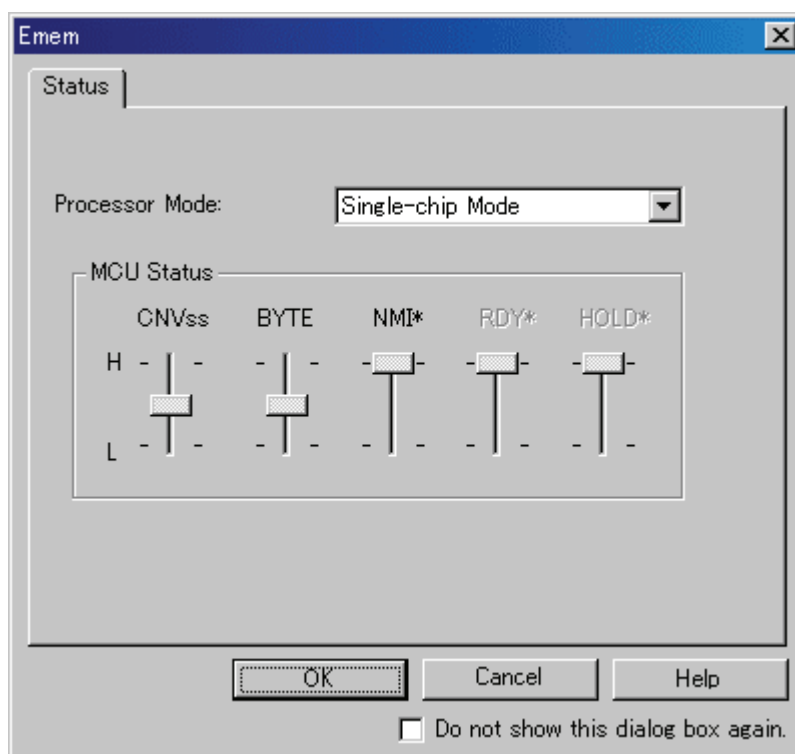 Emem
Status
Processor Mode: Single-chip Mode
MCU Status
CNVss BYTE NMI* RDY* HOLD*
H
L
OK Cancel Help
Do not show this dialog box again.